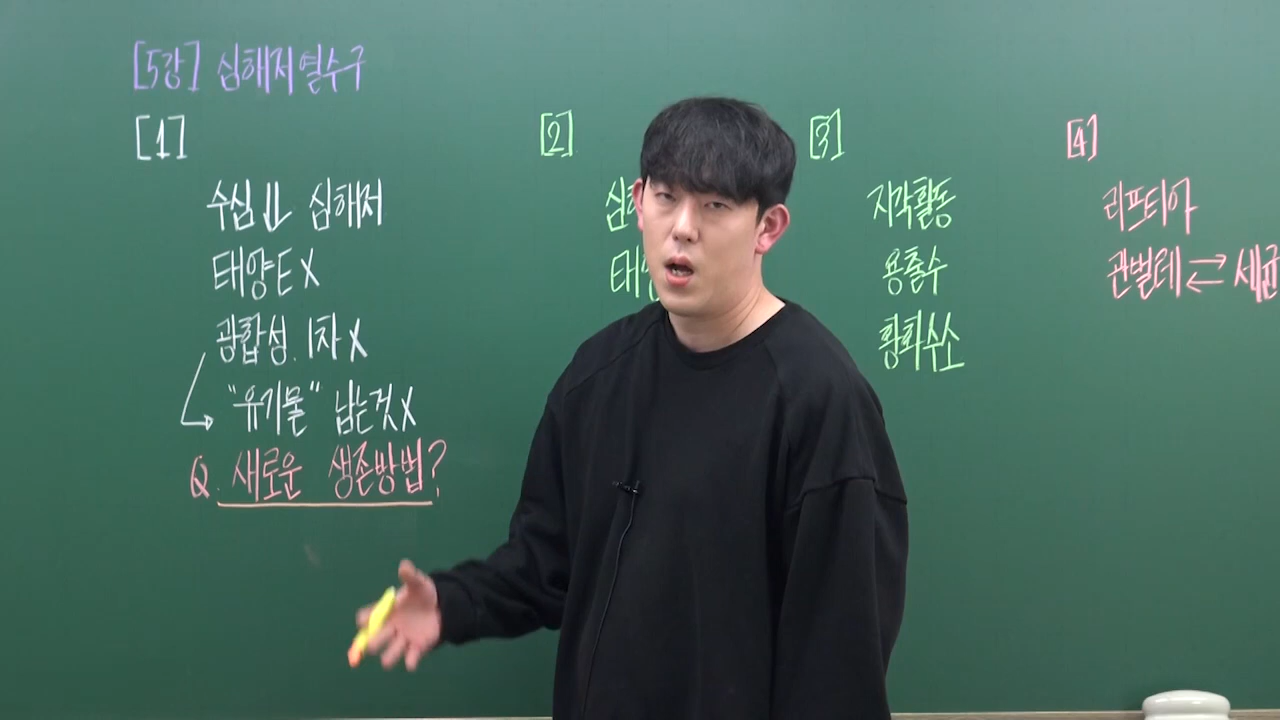 [5강] 심해저열수구
[1]
수심 ↓↓ 심해저
태양E X
광합성. 1차 X
↳ "유기물" 남는것 X
Q. 새로운 생존방법?
[2]
[3]
지각활동
용출수
황화수소
[4]
리프티아
관벌레 ⇄ 세균